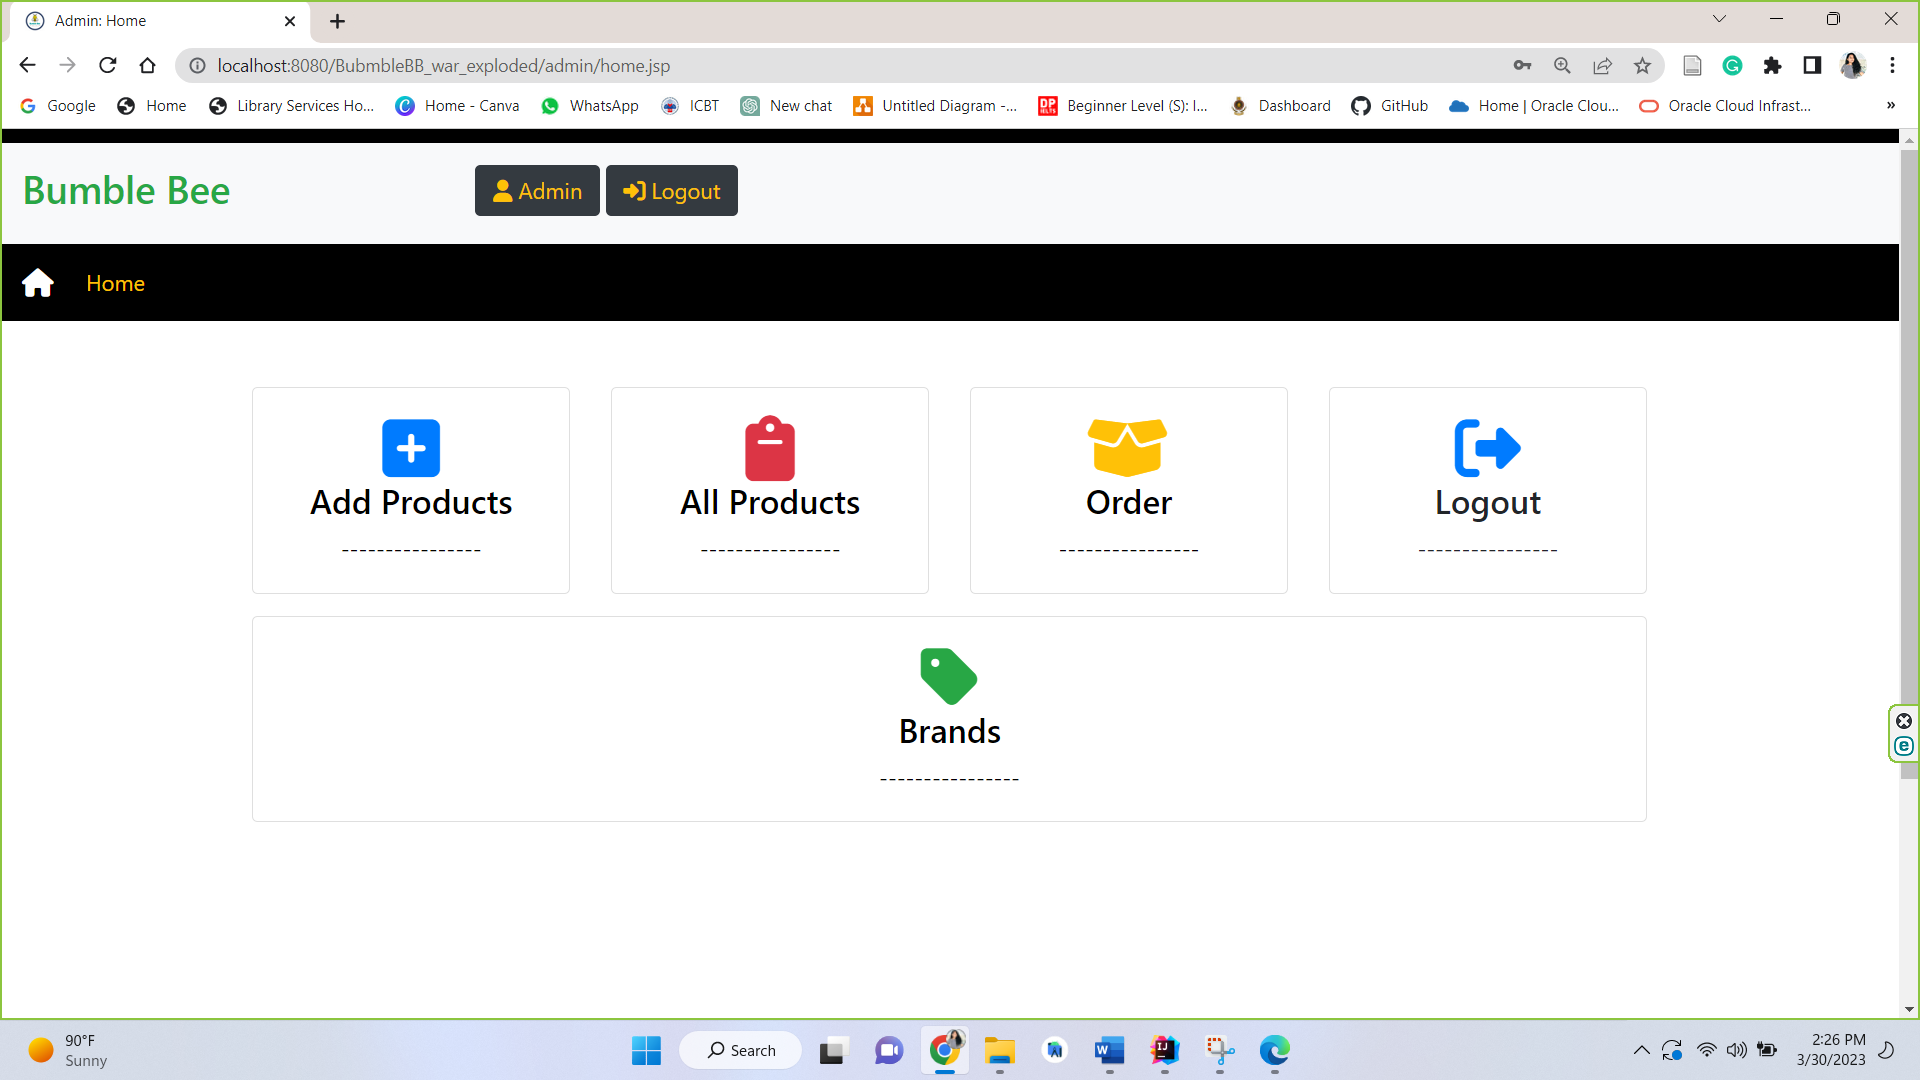 Admin: Home
localhost:8080/BubmbleBB_war_exploded/admin/home.jsp
Google Home Library Services Ho... Home - Canva WhatsApp ICBT New chat Untitled Diagram -... Beginner Level (S): I... Dashboard GitHub Home | Oracle Clou... Oracle Cloud Infrast... »
Bumble Bee Admin Logout
Home
Add Products All Products Order Logout
---------------- ---------------- ---------------- ----------------
Brands
----------------
90°F
Sunny
Search
2:26 PM
3/30/2023